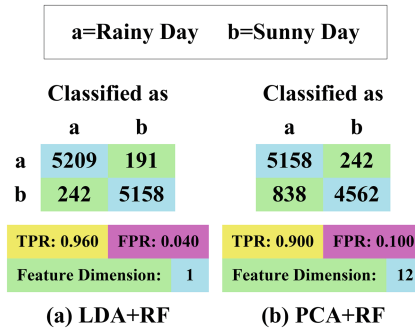 a=Rainy Day b=Sunny Day
Classified as
a b
a 5209 191
b 242 5158
TPR: 0.960 FPR: 0.040
Feature Dimension: 1
(a) LDA+RF
Classified as
a b
5158 242
838 4562
TPR: 0.900 FPR: 0.100
Feature Dimension: 12
(b) PCA+RF